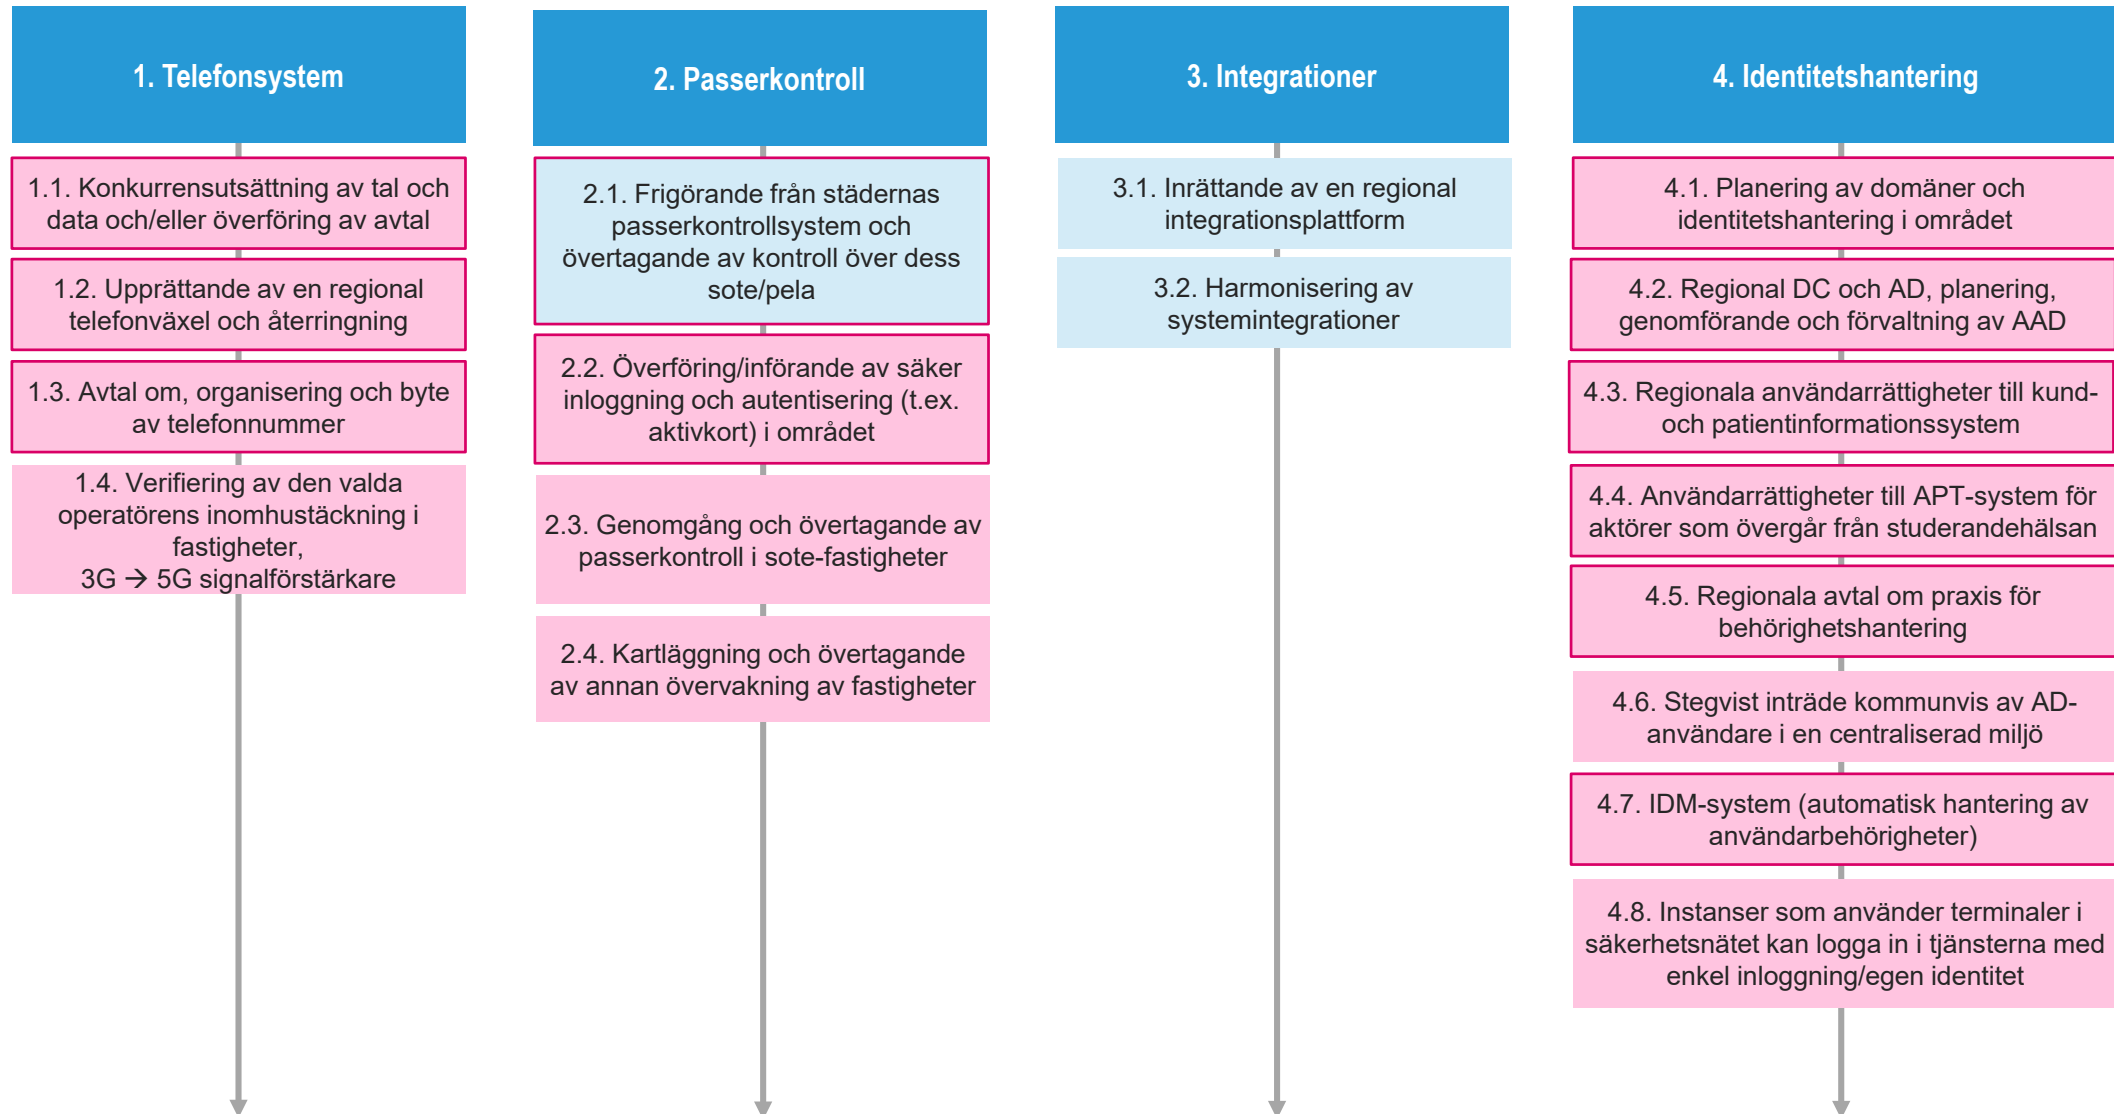 1. Telefonsystem
1.1. Konkurrensutsättning av tal och
data och/eller överföring av avtal
1.2. Upprättande av en regional
telefonväxel och återringning
1.3. Avtal om, organisering och byte
av telefonnummer
1.4. Verifiering av den valda
operatörens inomhustäckning i
fastigheter,
3G → 5G signalförstärkare
2. Passerkontroll
2.1. Frigörande från städernas
passerkontrollsystem och
övertagande av kontroll över dess
sote/pela
2.2. Överföring/införande av säker
inloggning och autentisering (t.ex.
aktivkort) i området
2.3. Genomgång och övertagande av
passerkontroll i sote-fastigheter
2.4. Kartläggning och övertagande
av annan övervakning av fastigheter
3. Integrationer
3.1. Inrättande av en regional
integrationsplattform
3.2. Harmonisering av
systemintegrationer
4. Identitetshantering
4.1. Planering av domäner och
identitetshantering i området
4.2. Regional DC och AD, planering,
genomförande och förvaltning av AAD
4.3. Regionala användarrättigheter till kund-
och patientinformationssystem
4.4. Användarrättigheter till APT-system för
aktörer som övergår från studerandehälsan
4.5. Regionala avtal om praxis för
behörighetshantering
4.6. Stegvist inträde kommunvis av AD-
användare i en centraliserad miljö
4.7. IDM-system (automatisk hantering av
användarbehörigheter)
4.8. Instanser som använder terminaler i
säkerhetsnätet kan logga in i tjänsterna med
enkel inloggning/egen identitet